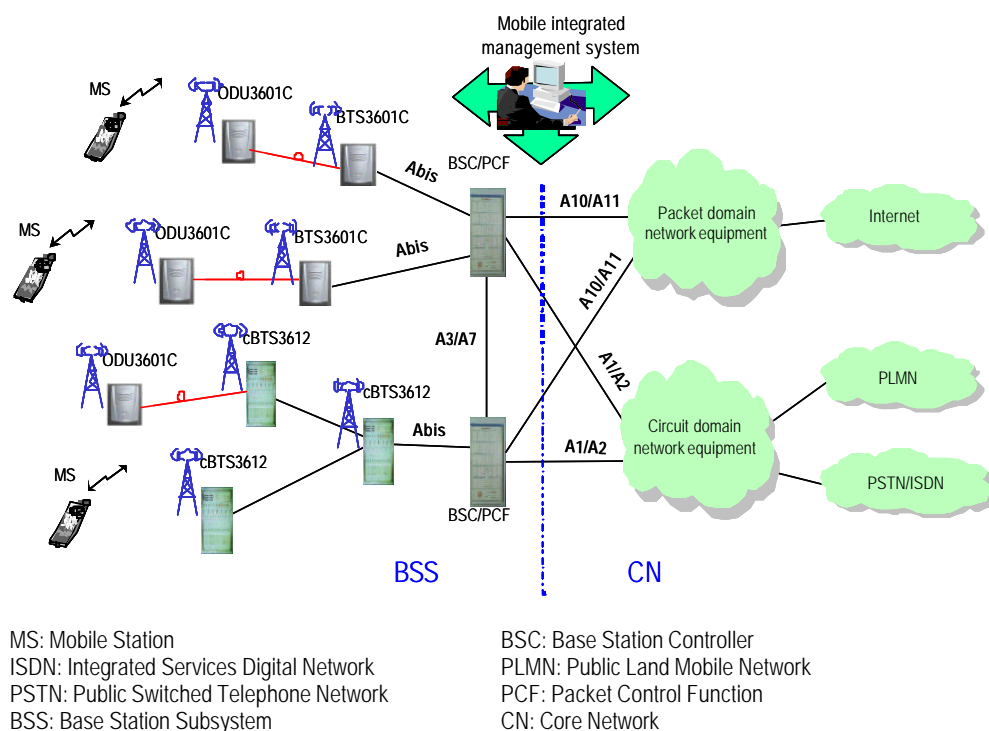 Mobile integrated
management system
MS
ODU3601C
BTS3601C
Abis
BSC/PCF
A10/A11
Packet domain
network equipment
Internet
MS
ODU3601C
BTS3601C
Abis
A10/A11
A3/A7
A1/A2
ODU3601C
cBTS3612
cBTS3612
Abis
PLMN
Circuit domain
network equipment
A1/A2
MS
cBTS3612
BSC/PCF
PSTN/ISDN
BSS
CN
MS: Mobile Station
ISDN: Integrated Services Digital Network
PSTN: Public Switched Telephone Network
BSS: Base Station Subsystem
BSC: Base Station Controller
PLMN: Public Land Mobile Network
PCF: Packet Control Function
CN: Core Network